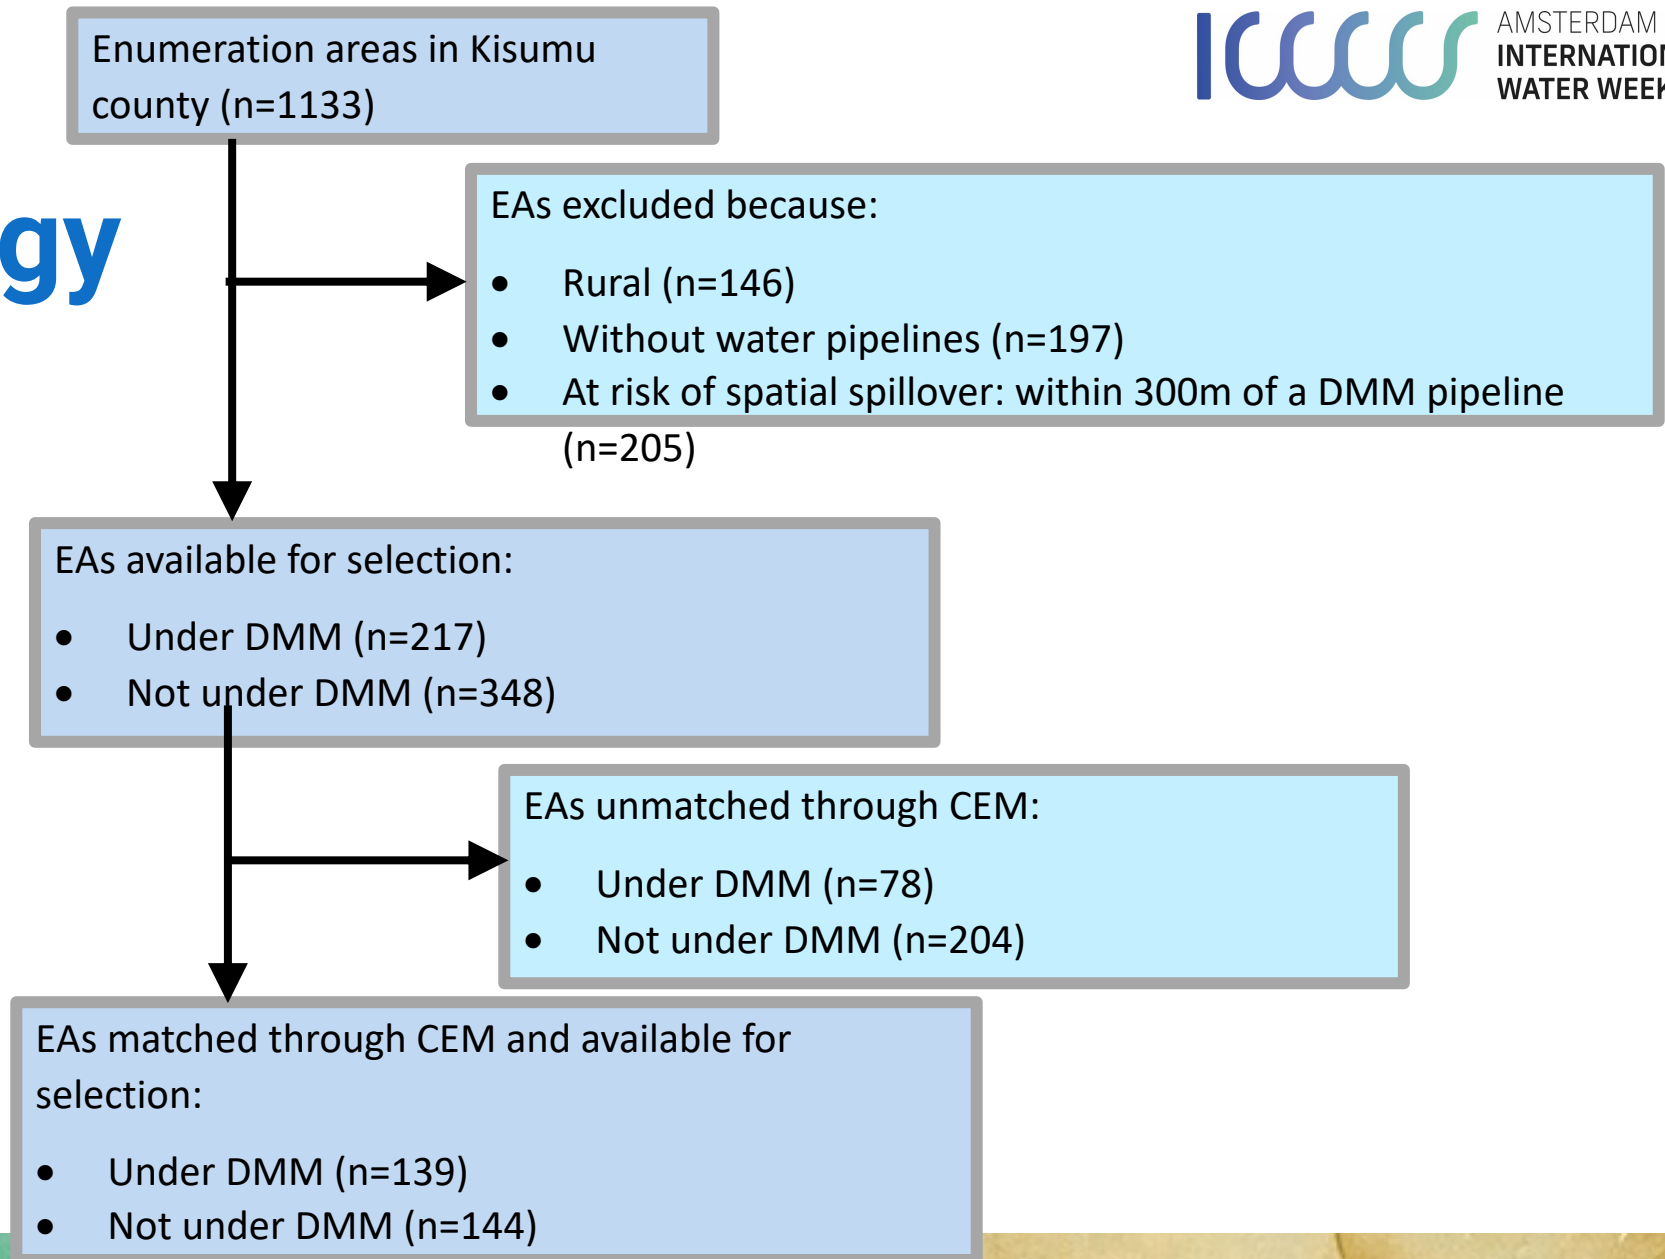 Enumeration areas in Kisumu
county (n=1133)
AMSTERDAM
INTERNATION
WATER WEEK
gy
EAs excluded because:
• Rural (n=146)
• Without water pipelines (n=197)
• At risk of spatial spillover: within 300m of a DMM pipeline
(n=205)
EAs available for selection:
• Under DMM (n=217)
• Not under DMM (n=348)
EAs unmatched through CEM:
• Under DMM (n=78)
• Not under DMM (n=204)
EAs matched through CEM and available for
selection:
• Under DMM (n=139)
• Not under DMM (n=144)